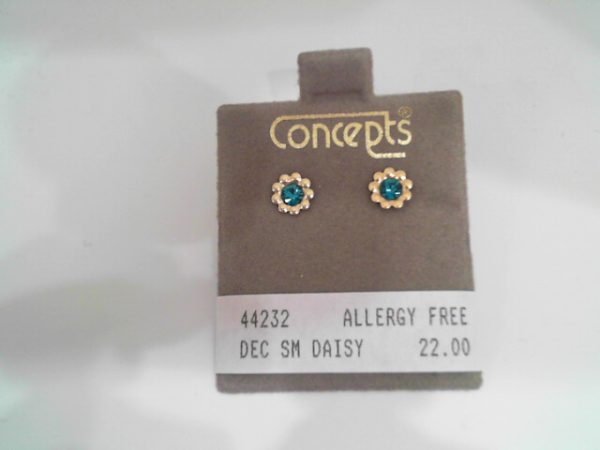 Concepts®
44232 ALLERGY FREE
DEC SM DAISY 22.00